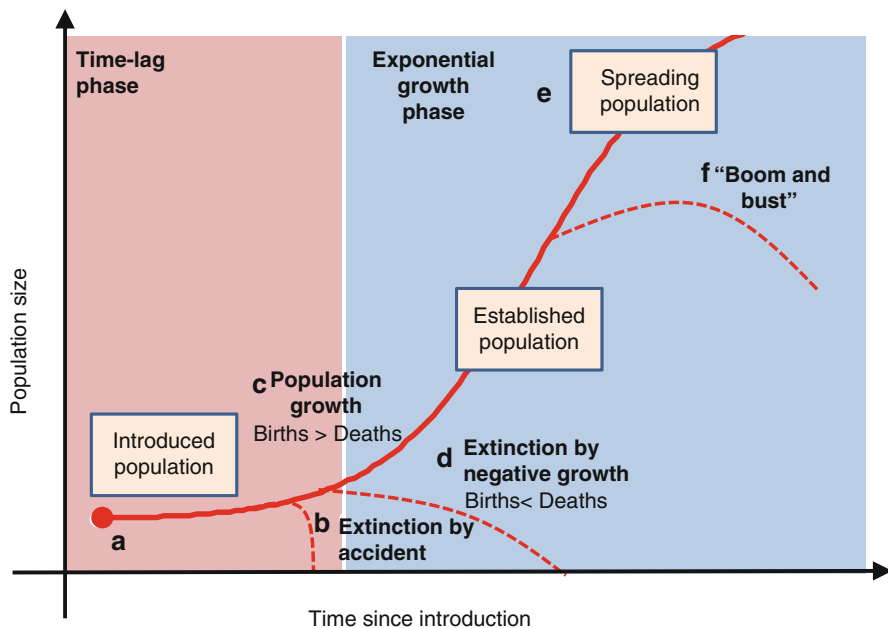 Time-lag
phase
Exponential
growth
phase
e
Spreading
population
f “Boom and
bust”
Established
population
c Population
growth
Births > Deaths
Introduced
population
d Extinction by
negative growth
Births< Deaths
a
b Extinction by
accident
Population size
Time since introduction